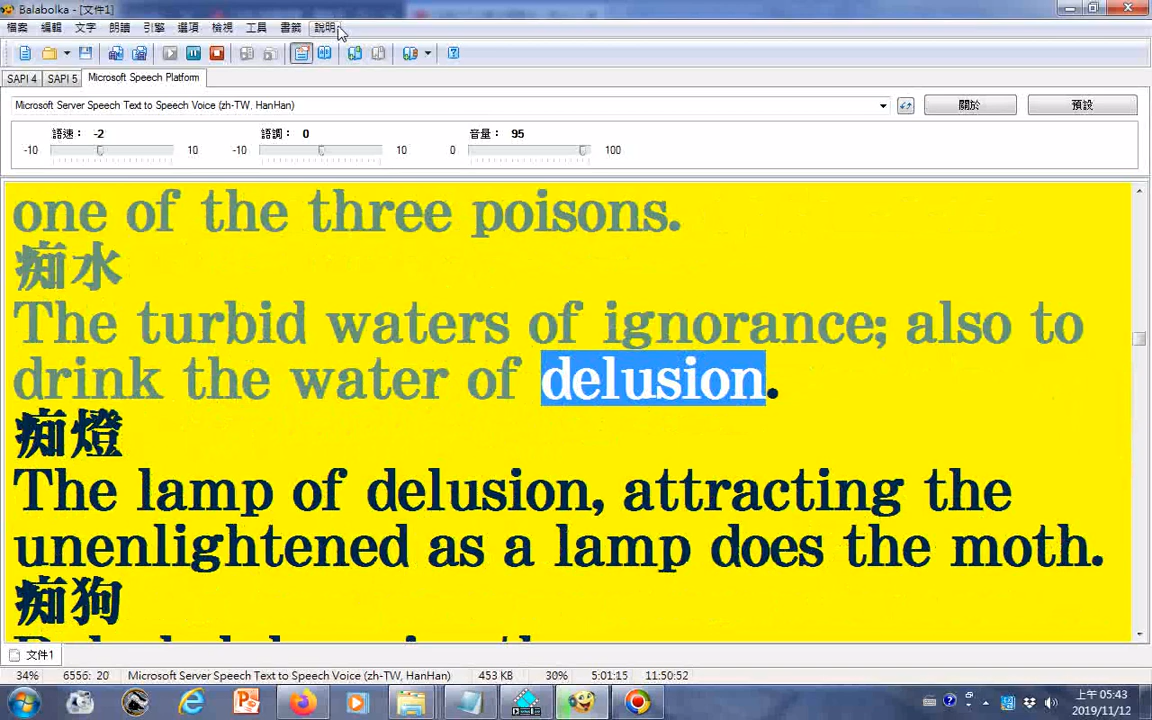 Balabolka - [文件1]
檔案 編輯 文字 朗讀 引擎 選項 檢視 工具 書籤 說明
SAPI 4 SAPI 5 Microsoft Speech Platform
Microsoft Server Speech Text to Speech Voice (zh-TW, HanHan) 關於 預設
語速： -2 語調： 0 音量： 95
-10 10 -10 10 0 100
one of the three poisons.
痴水
The turbid waters of ignorance; also to
drink the water of delusion.
痴燈
The lamp of delusion, attracting the
unenlightened as a lamp does the moth.
痴狗
文件1
34% 6556: 20 Microsoft Server Speech Text to Speech Voice (zh-TW, HanHan) 453 KB 30% 5:01:15 11:50:52
上午 05:43
2019/11/12